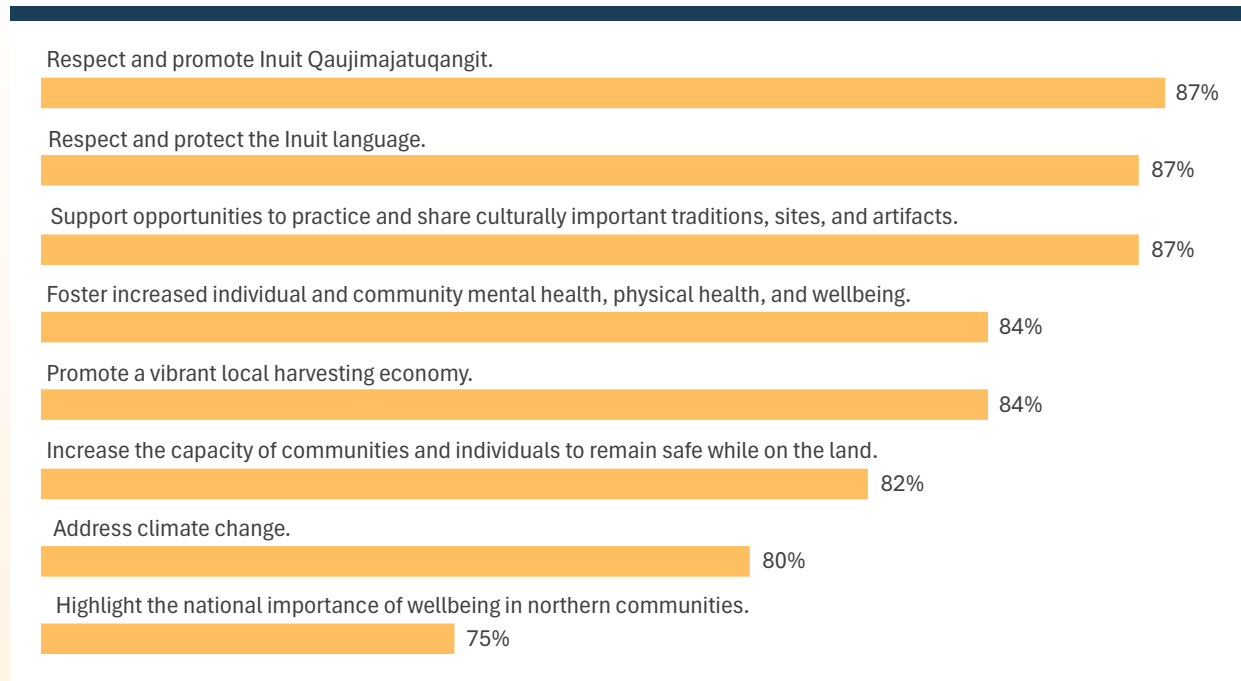 Respect and promote Inuit Qaujimajatuqangit.
87%
Respect and protect the Inuit language.
87%
Support opportunities to practice and share culturally important traditions, sites, and artifacts.
87%
Foster increased individual and community mental health, physical health, and wellbeing.
84%
Promote a vibrant local harvesting economy.
84%
Increase the capacity of communities and individuals to remain safe while on the land.
82%
Address climate change.
80%
Highlight the national importance of wellbeing in northern communities.
75%